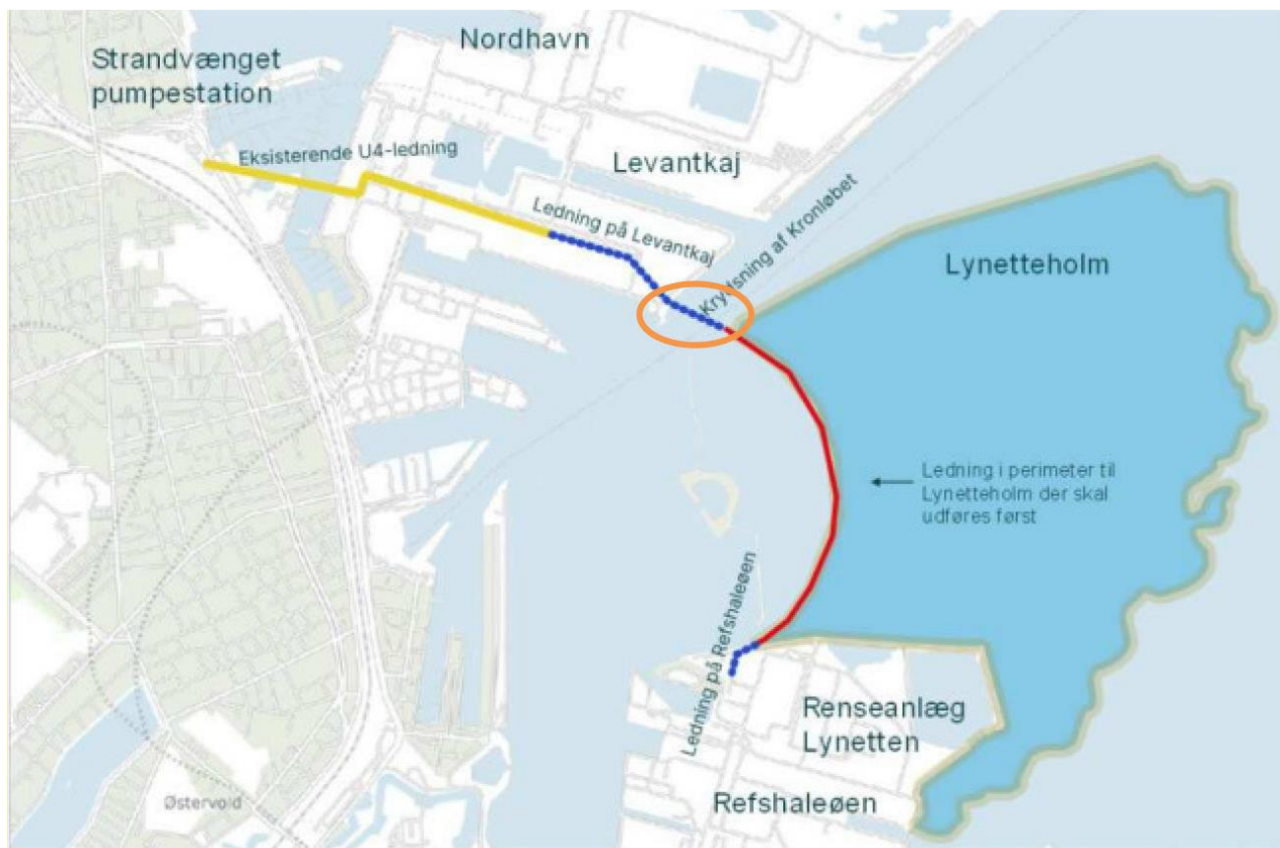 Nordhavn
Strandvænget
pumpestation
Eksisterende U4-ledning
Levantkaj
Ledning på Levantkaj
Krydsning af Kronløbet
Lynetteholm
Ledning i perimeter til
Lynetteholm der skal
udføres først
Ledning på Refshaleøen
Renseanlæg
Lynetten
Refshaleøen
Østervold